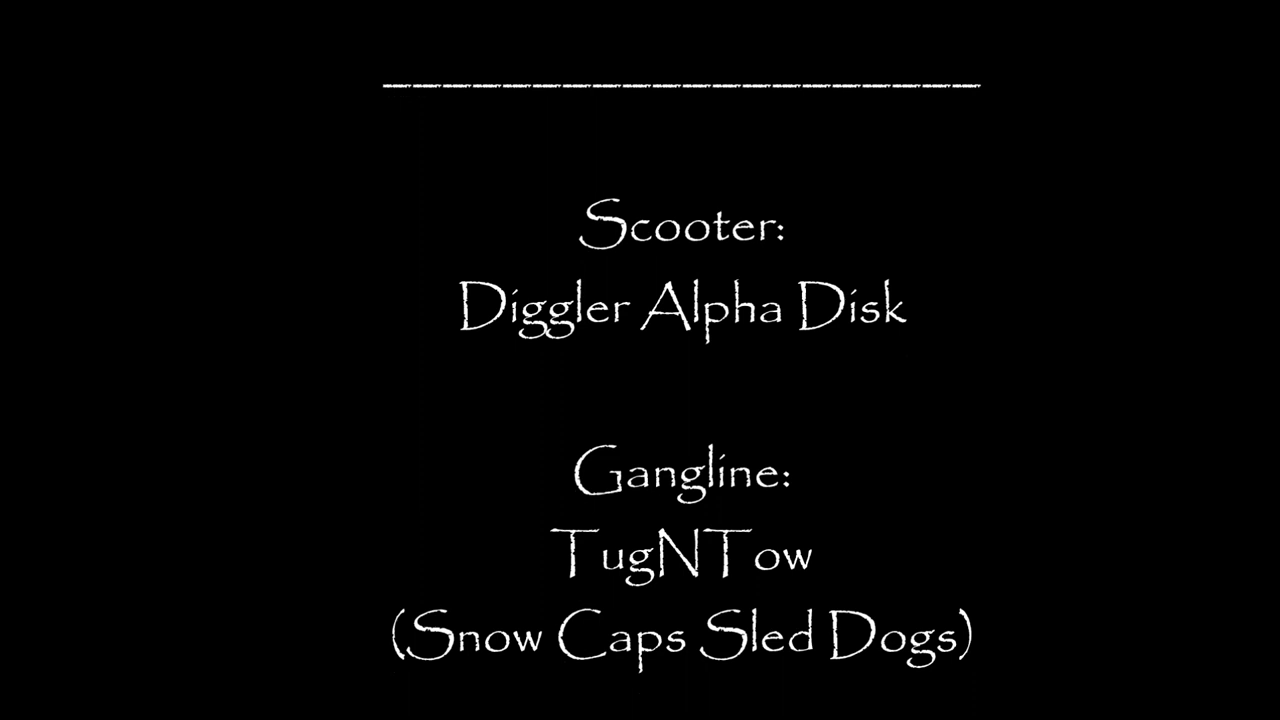 --------------------
Scooter:
Diggler Alpha Disk
Gangline:
TugNTow
(Snow Caps Sled Dogs)